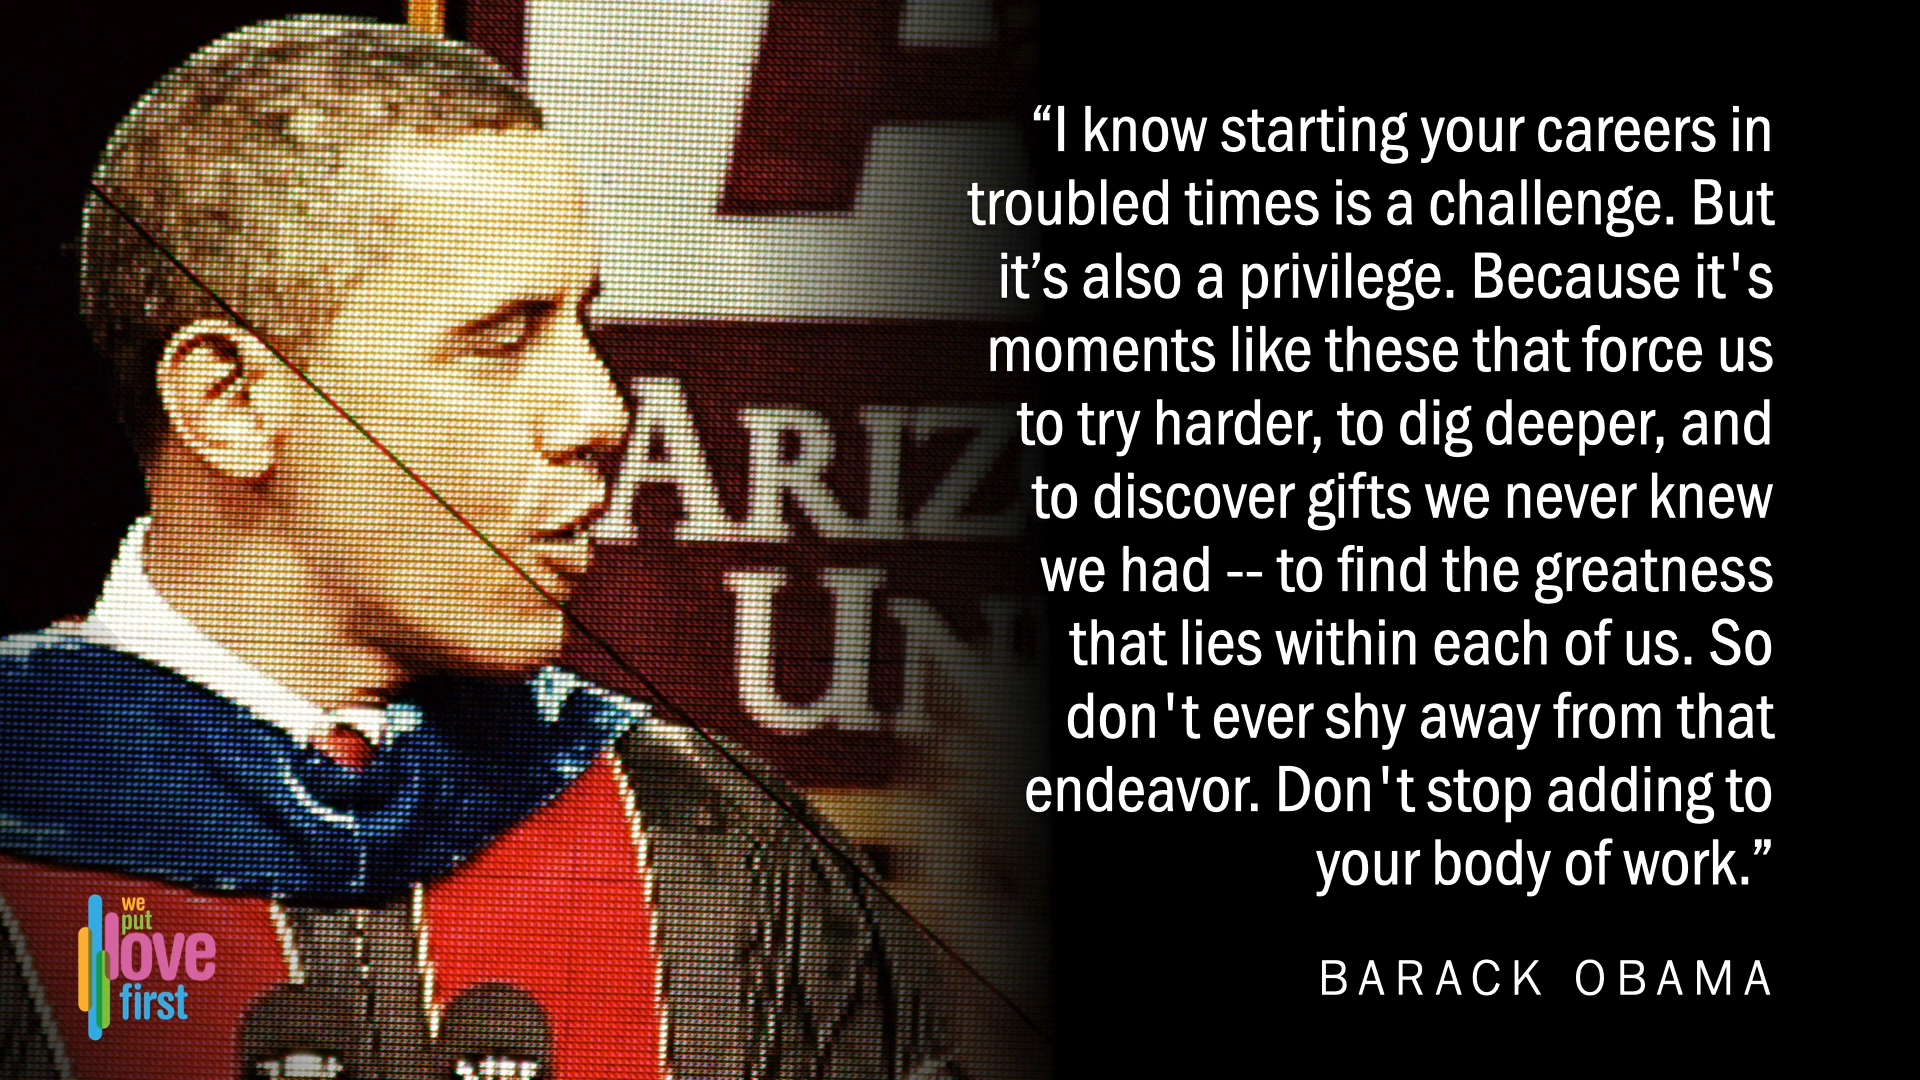 ARIZ
UN
“I know starting your careers in
troubled times is a challenge. But
it’s also a privilege. Because it's
moments like these that force us
to try harder, to dig deeper, and
to discover gifts we never knew
we had -- to find the greatness
that lies within each of us. So
don't ever shy away from that
endeavor. Don't stop adding to
your body of work.”
BARACK OBAMA
we
put
love
first